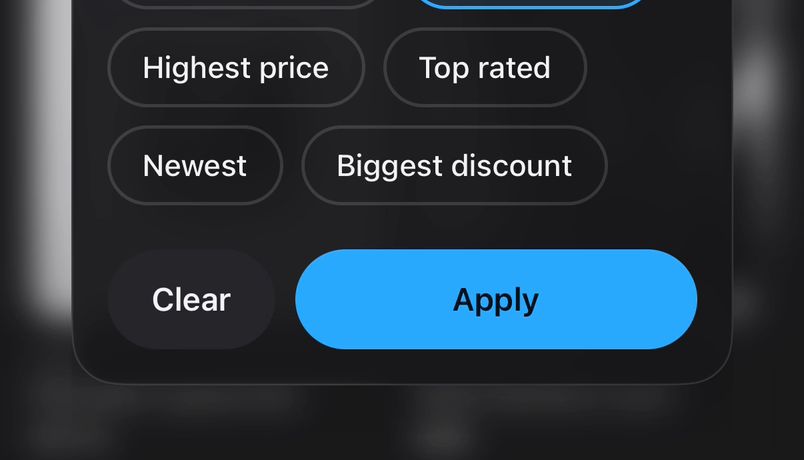 Highest price
Top rated
Newest
Biggest discount
Clear
Apply